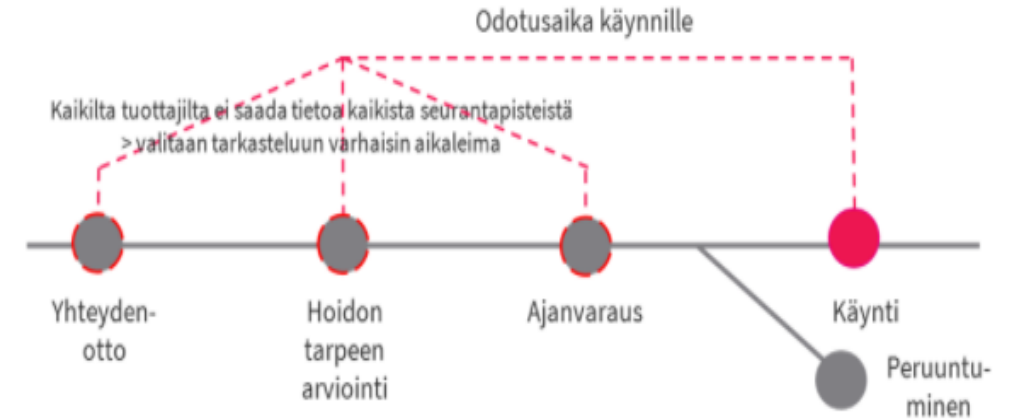 Odotusaika käynnille
Kaikilta tuottajilta ei saada tietoa kaikista seurantapisteistä
> valitaan tarkasteluun varhaisin aikaleima
Yhteyden-
otto
Hoidon
tarpeen
arviointi
Ajanvaraus
Käynti
Peruuntu-
minen